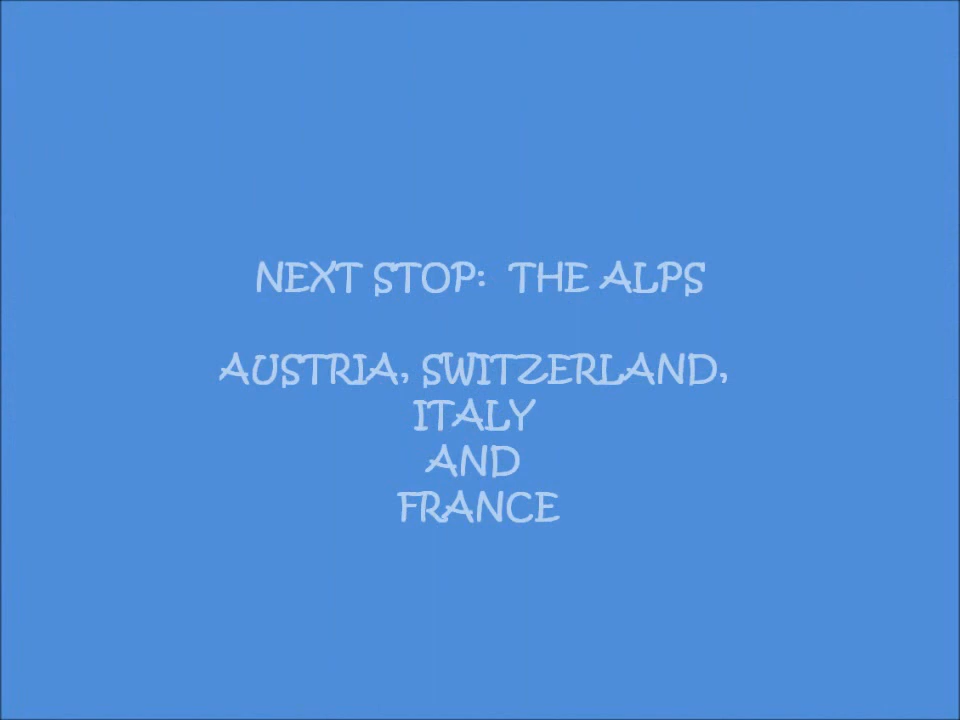 NEXT STOP:  THE ALPS
AUSTRIA, SWITZERLAND,
ITALY
AND
FRANCE